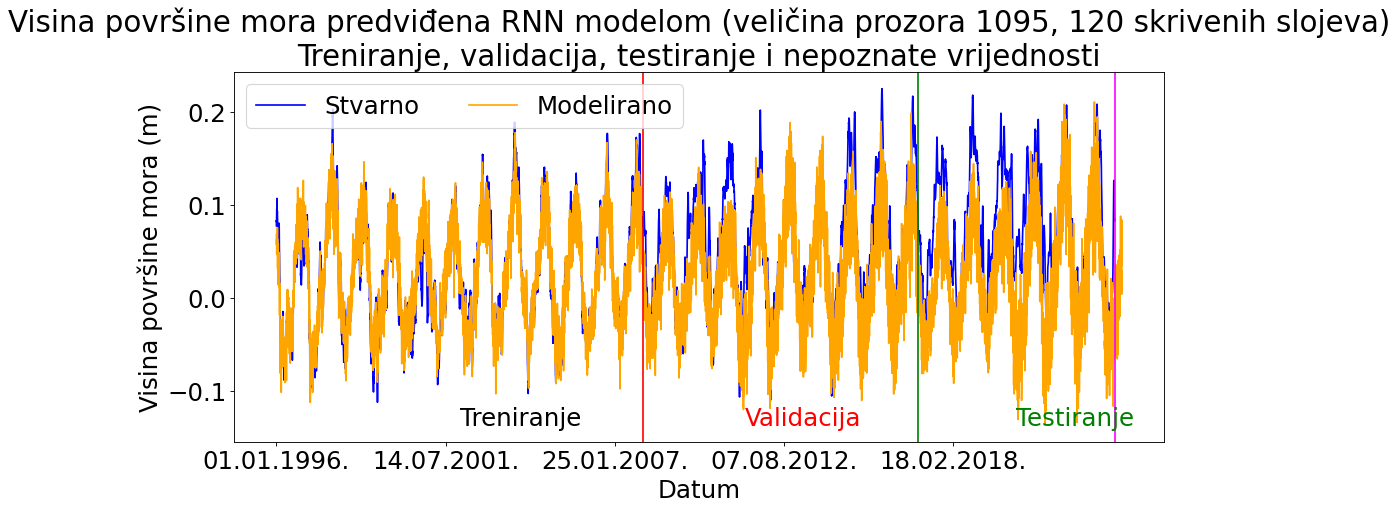 Visina površine mora predviđena RNN modelom (veličina prozora 1095, 120 skrivenih slojeva)
Treniranje, validacija, testiranje i nepoznate vrijednosti
Stvarno Modelirano
Visina površine mora (m)
0.2
0.1
0.0
−0.1
Treniranje Validacija Testiranje
01.01.1996. 14.07.2001. 25.01.2007. 07.08.2012. 18.02.2018.
Datum